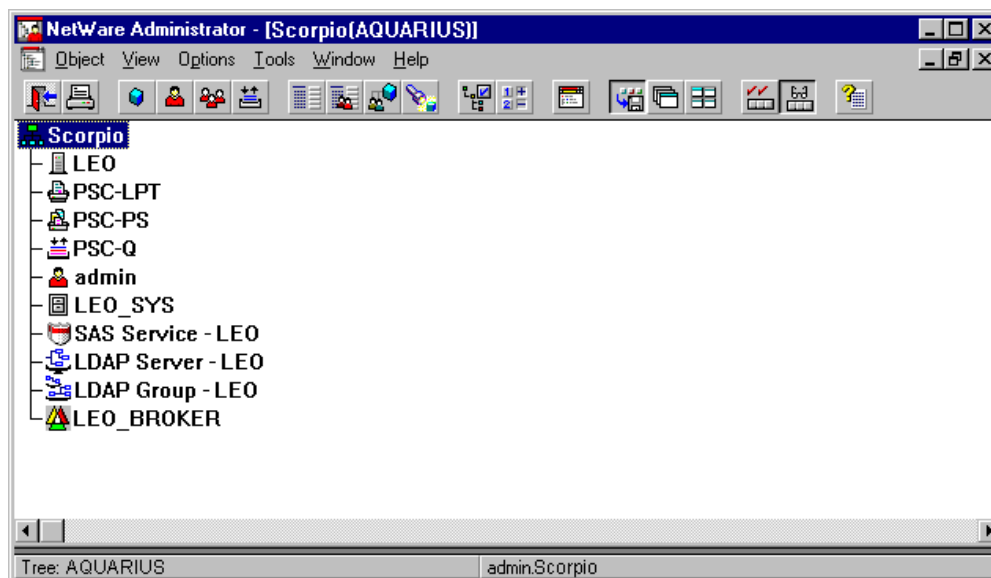 NetWare Administrator - [Scorpio(AQUARIUS)]
Object View Options Tools Window Help
Scorpio
LEO
PSC-LPT
PSC-PS
PSC-Q
admin
LEO_SYS
SAS Service - LEO
LDAP Server - LEO
LDAP Group - LEO
LEO_BROKER
Tree: AQUARIUS admin.Scorpio